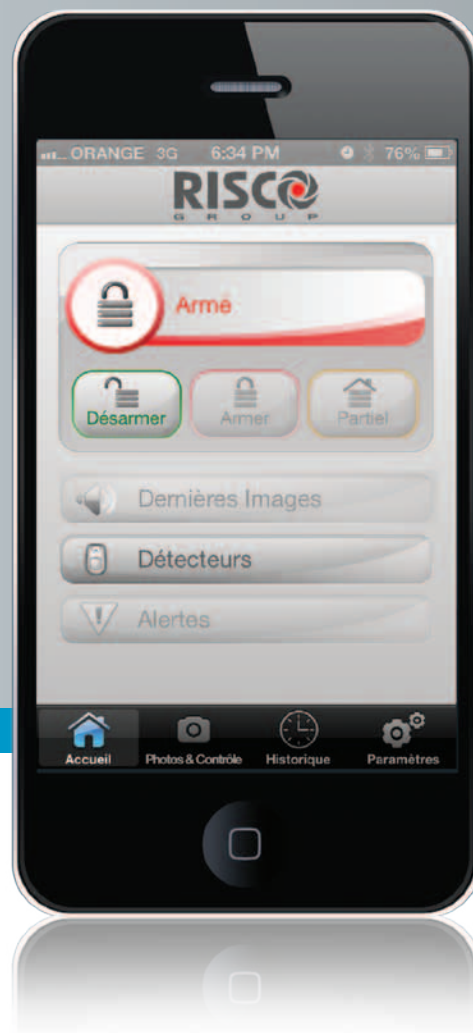 ORANGE 3G 6:34 PM 76%
RISCO
GROUP
Armé
Désarmer Armer Partiel
Dernières Images
Détecteurs
Alertes
Accueil Photos & Contrôle Historique Paramètres